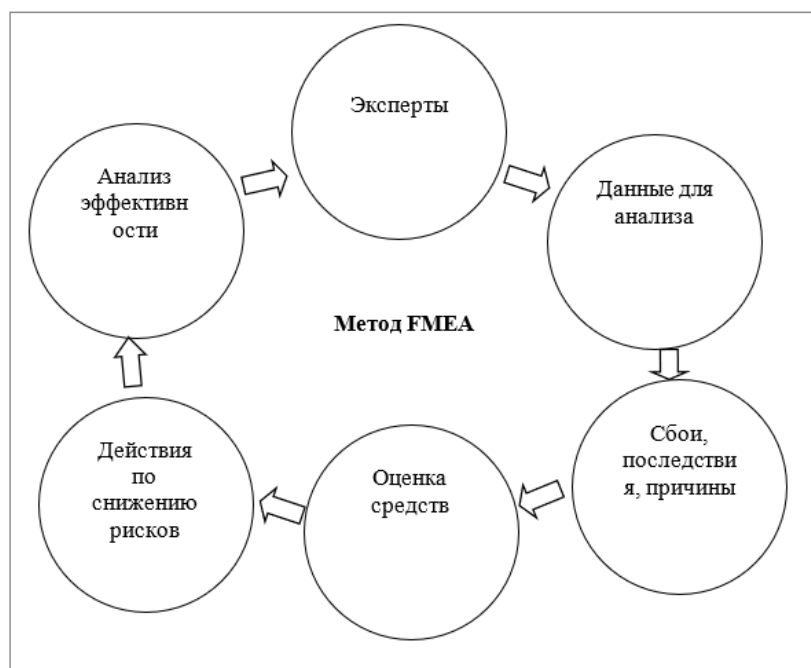 Эксперты
Данные для
анализа
Сбои,
последстви
я, причины
Оценка
средств
Действия
по
снижению
рисков
Анализ
эффективн
ости
Метод FMEA